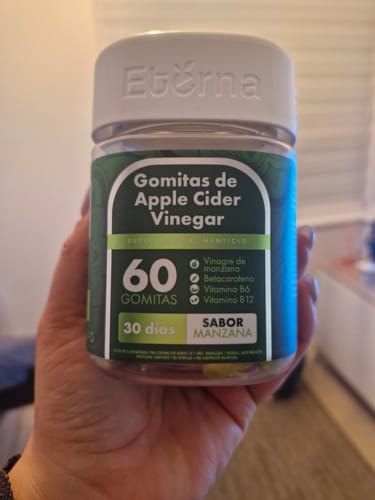 Eterna
Gomitas de
Apple Cider
Vinegar
ALIMENTICIO
60
GOMITAS
Vinagre de
manzana
Betacaroteno
Vitamina B6
Vitamina B12
30 días
SABOR
MANZANA